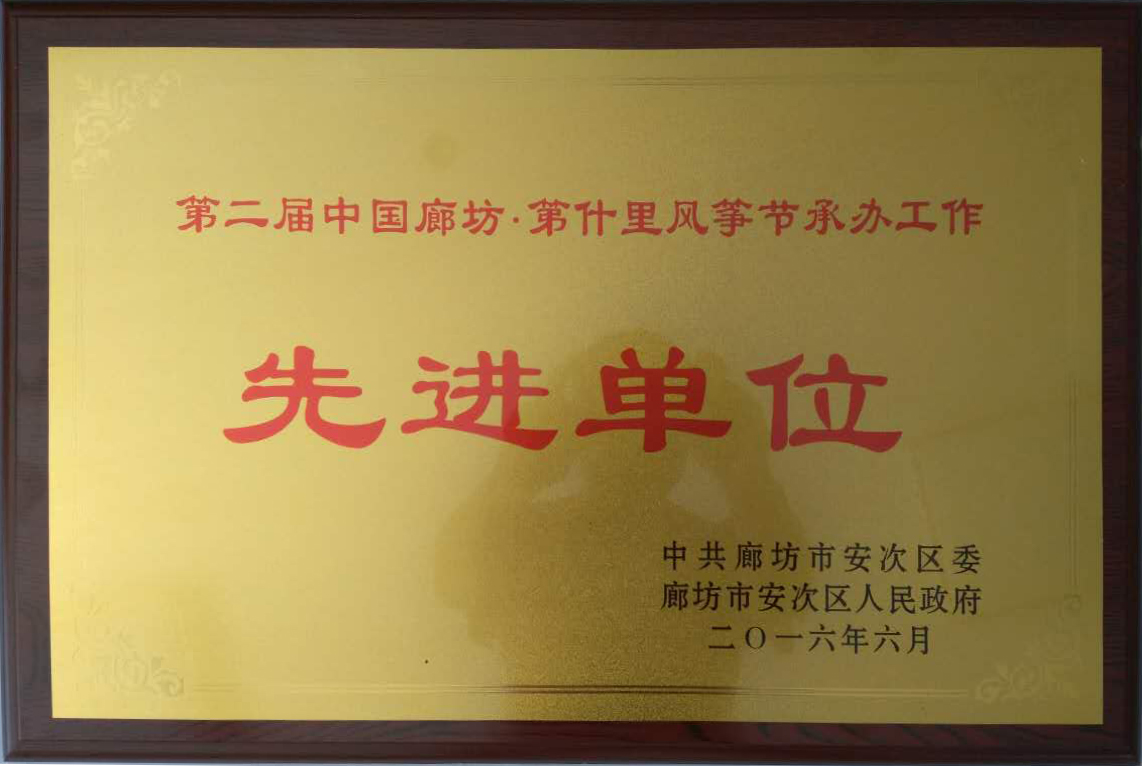 第二届中国廊坊·第什里风筝节承办工作
先进单位
中共廊坊市安次区委
廊坊市安次区人民政府
二〇一六年六月